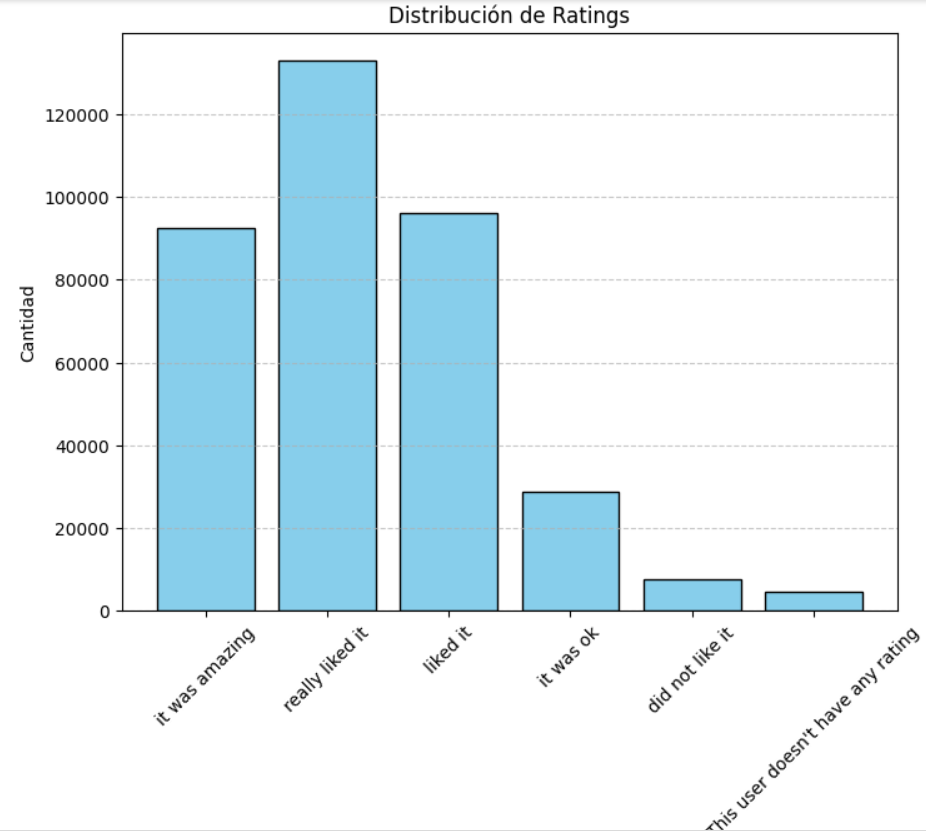 Distribución de Ratings
Cantidad
120000
100000
80000
60000
40000
20000
0
it was amazing
really liked it
liked it
it was ok
did not like it
This user doesn't have any rating